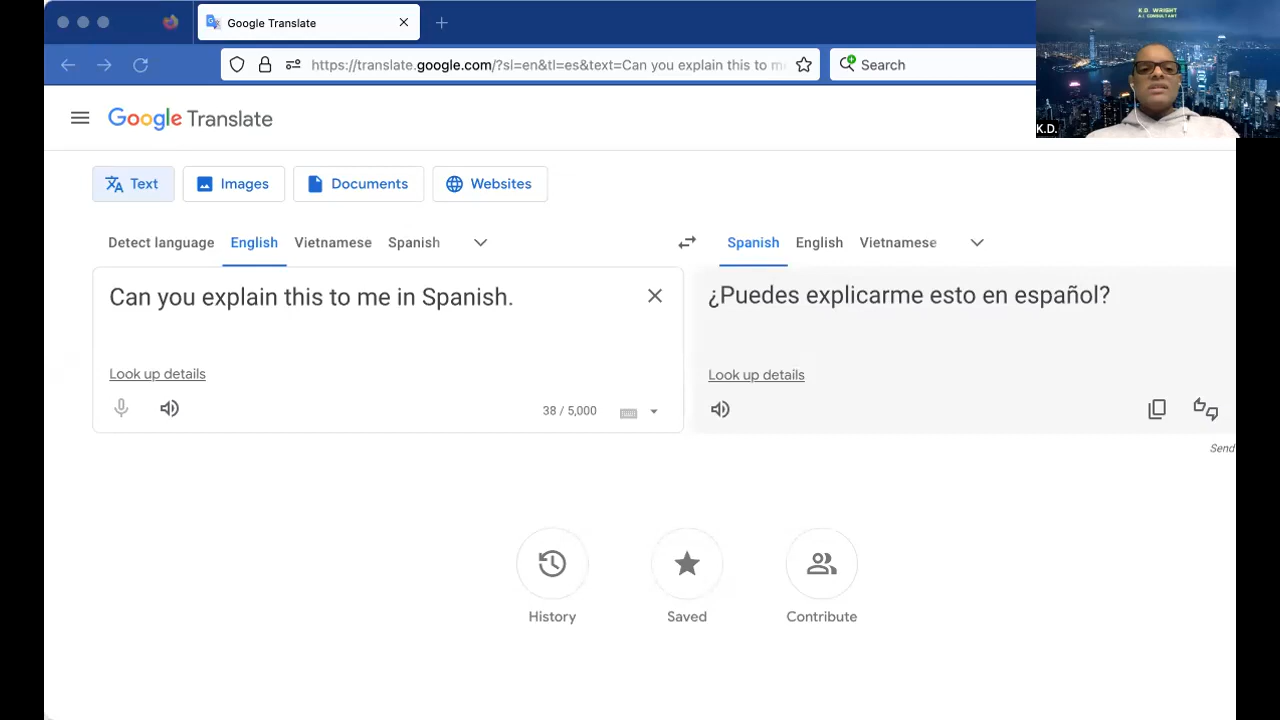 Google Translate
https://translate.google.com/?sl=en&tl=es&text=Can you explain this to me
Search
K.D. WRIGHT
A.I. CONSULTANT
K.D.
Google Translate
Text Images Documents Websites
Detect language English Vietnamese Spanish
Spanish English Vietnamese
Can you explain this to me in Spanish.
¿Puedes explicarme esto en español?
Look up details
Look up details
38 / 5,000
Send
History Saved Contribute